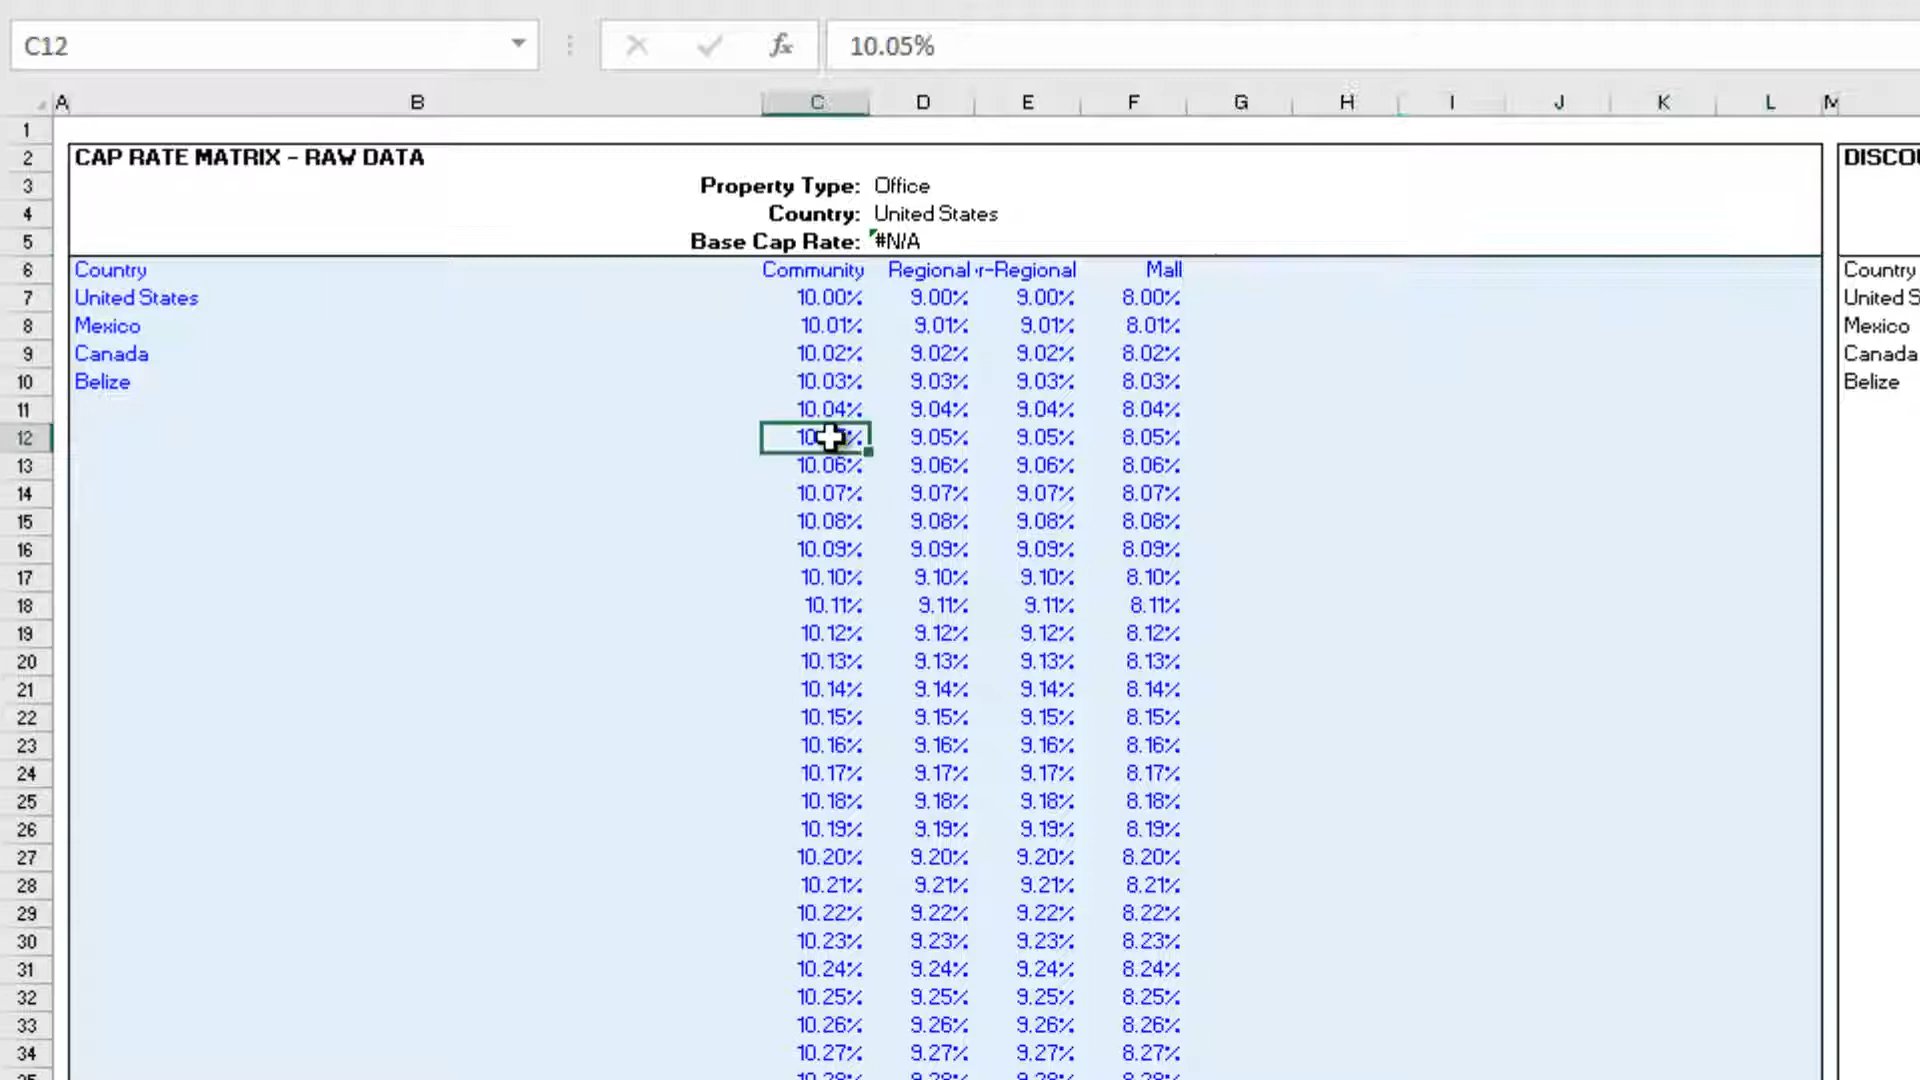 C12 fx 10.05%
A B C D E F G H I J K L M
1
2 CAP RATE MATRIX - RAW DATA
3 Property Type: Office
4 Country: United States
5 Base Cap Rate: #N/A
6 Country Community Regional r-Regional Mall Country
7 United States 10.00% 9.00% 9.00% 8.00% United S
8 Mexico 10.01% 9.01% 9.01% 8.01% Mexico
9 Canada 10.02% 9.02% 9.02% 8.02% Canada
10 Belize 10.03% 9.03% 9.03% 8.03% Belize
11 10.04% 9.04% 9.04% 8.04%
12 9.05% 9.05% 8.05%
13 10.06% 9.06% 9.06% 8.06%
14 10.07% 9.07% 9.07% 8.07%
15 10.08% 9.08% 9.08% 8.08%
16 10.09% 9.09% 9.09% 8.09%
17 10.10% 9.10% 9.10% 8.10%
18 10.11% 9.11% 9.11% 8.11%
19 10.12% 9.12% 9.12% 8.12%
20 10.13% 9.13% 9.13% 8.13%
21 10.14% 9.14% 9.14% 8.14%
22 10.15% 9.15% 9.15% 8.15%
23 10.16% 9.16% 9.16% 8.16%
24 10.17% 9.17% 9.17% 8.17%
25 10.18% 9.18% 9.18% 8.18%
26 10.19% 9.19% 9.19% 8.19%
27 10.20% 9.20% 9.20% 8.20%
28 10.21% 9.21% 9.21% 8.21%
29 10.22% 9.22% 9.22% 8.22%
30 10.23% 9.23% 9.23% 8.23%
31 10.24% 9.24% 9.24% 8.24%
32 10.25% 9.25% 9.25% 8.25%
33 10.26% 9.26% 9.26% 8.26%
34 10.27% 9.27% 9.27% 8.27%